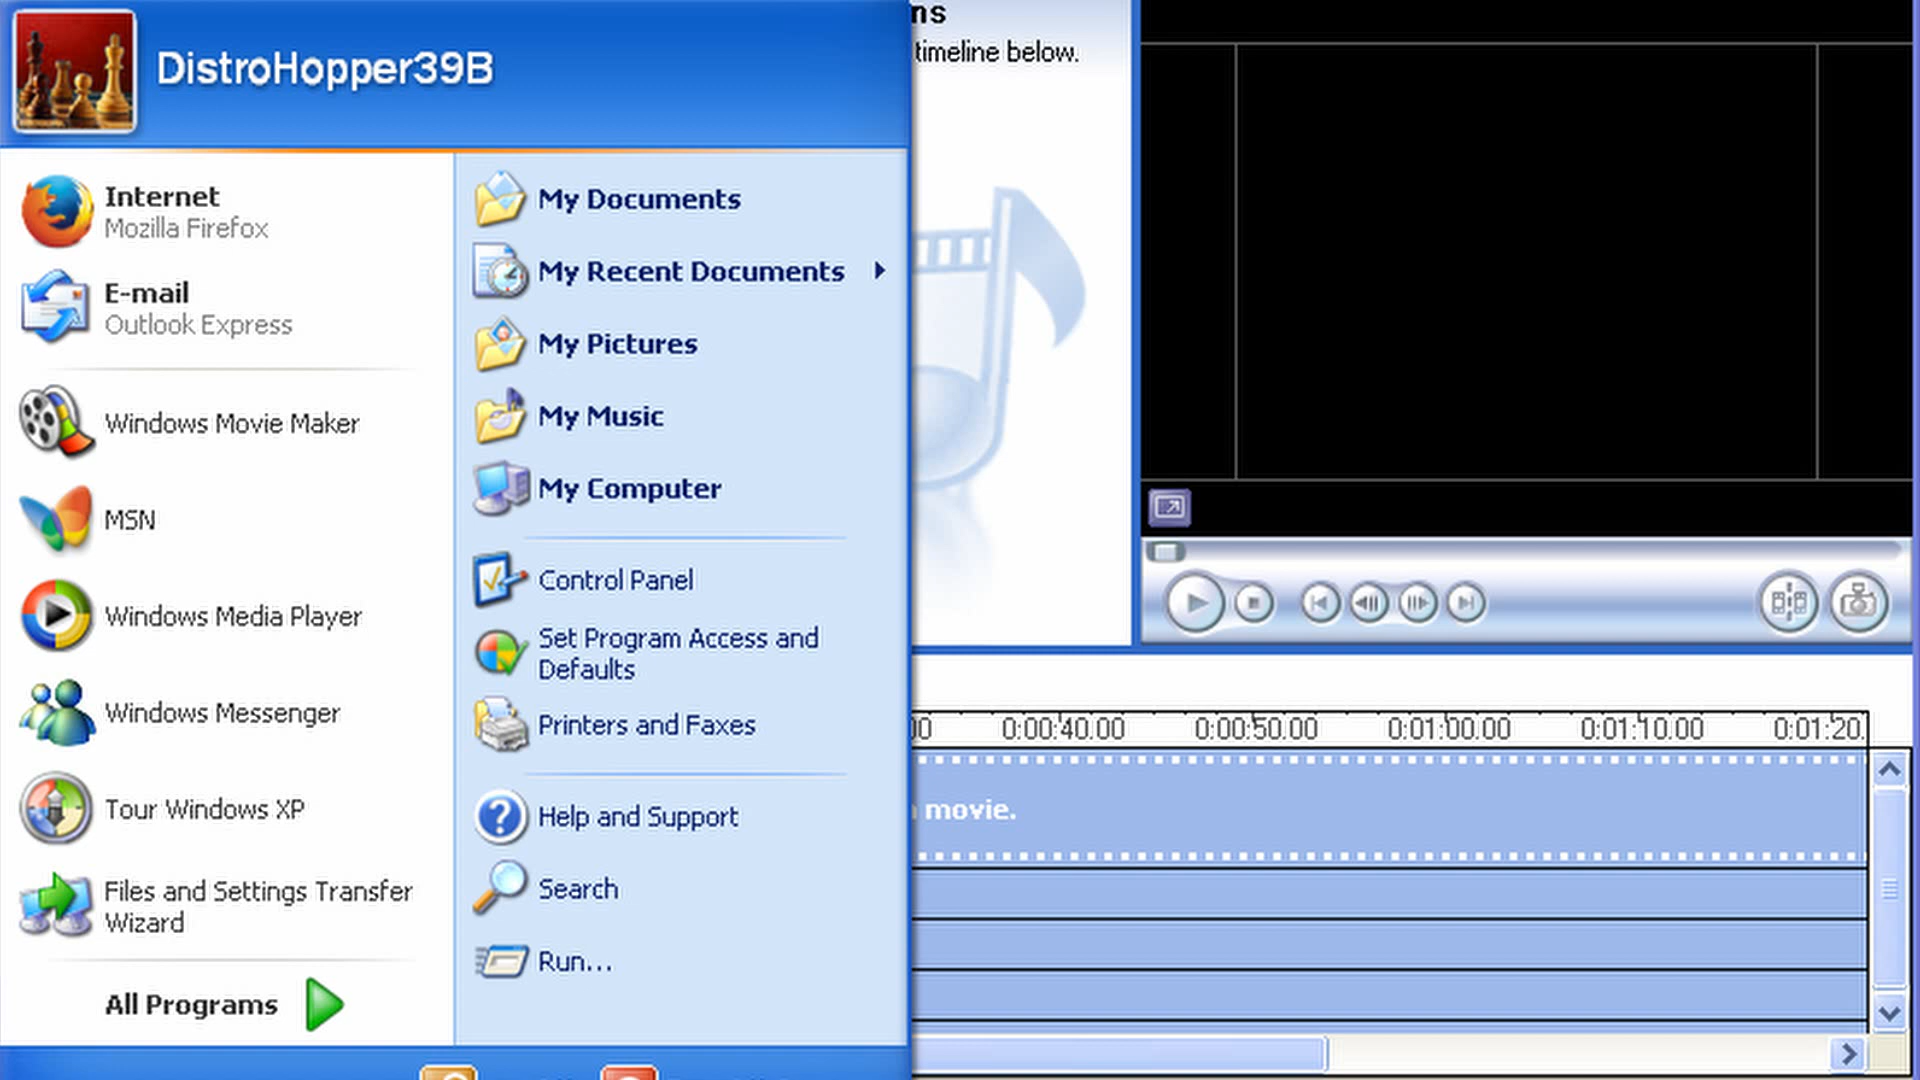 DistroHopper39B
Internet
Mozilla Firefox
E-mail
Outlook Express
Windows Movie Maker
MSN
Windows Media Player
Windows Messenger
Tour Windows XP
Files and Settings Transfer
Wizard
All Programs
My Documents
My Recent Documents
My Pictures
My Music
My Computer
Control Panel
Set Program Access and
Defaults
Printers and Faxes
Help and Support
Search
Run...
ns
timeline below.
00 0:00:40.00 0:00:50.00 0:01:00.00 0:01:10.00 0:01:20.
movie.